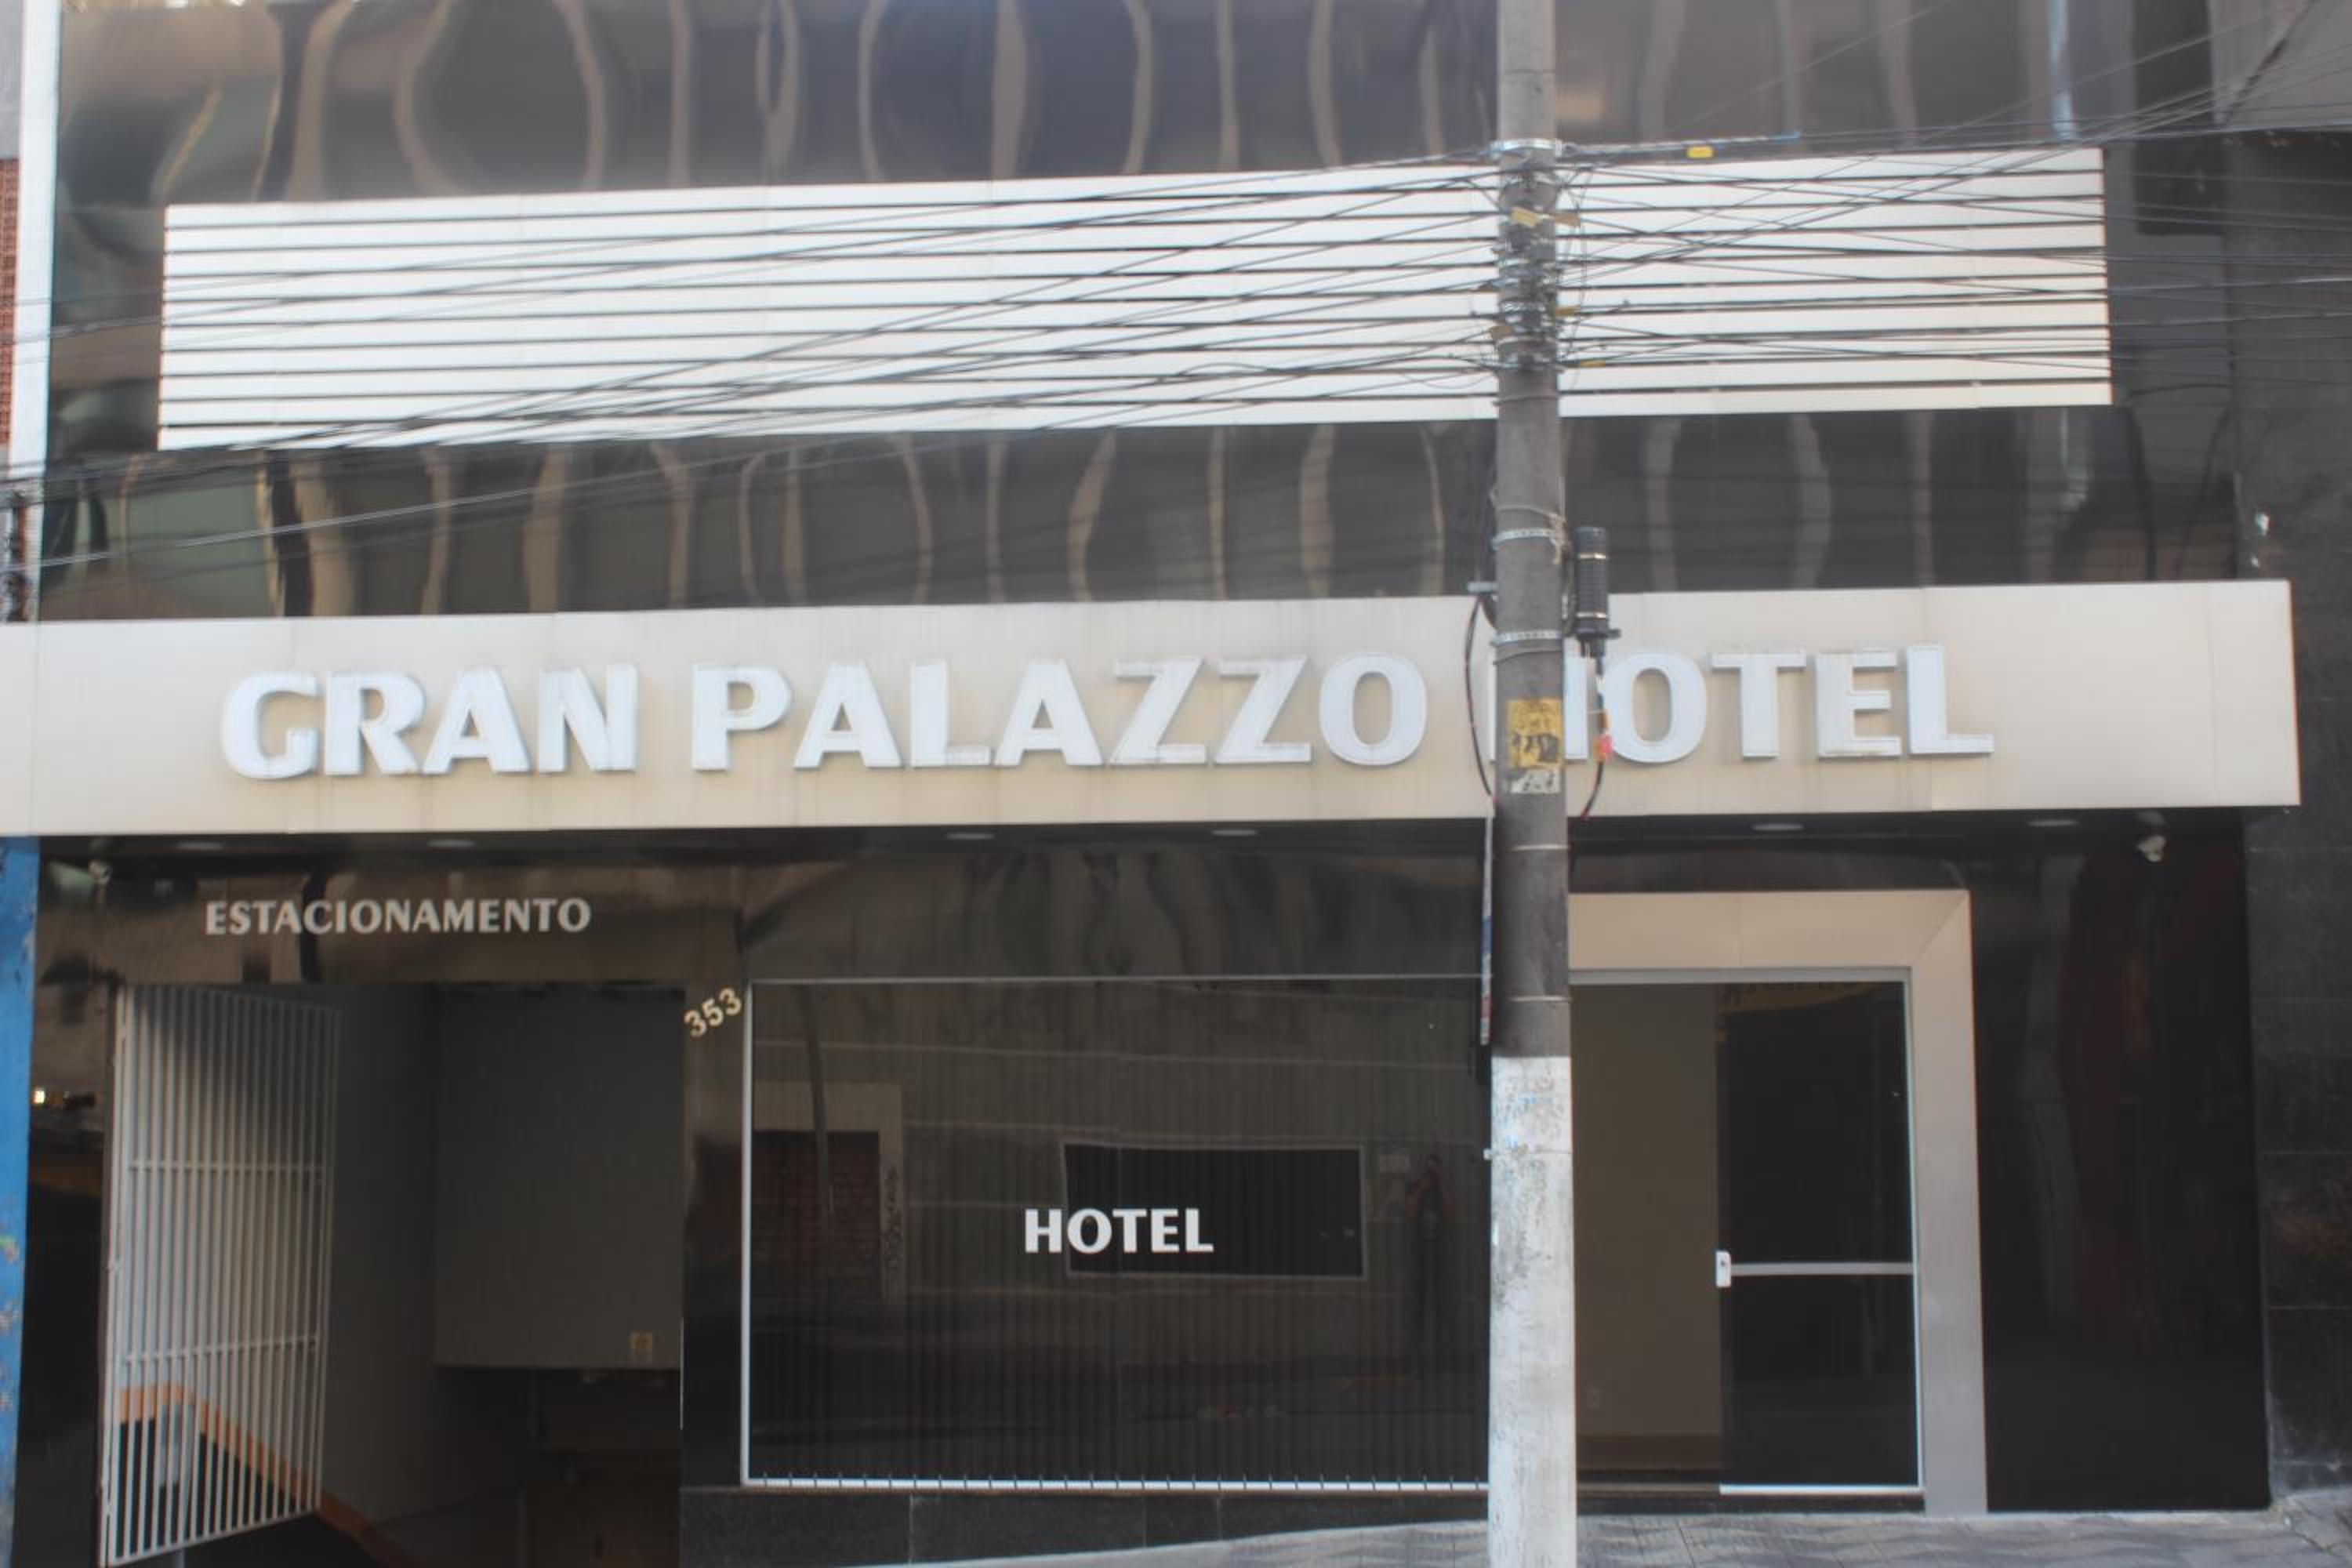 GRAN PALAZZO HOTEL
ESTACIONAMENTO
353
HOTEL